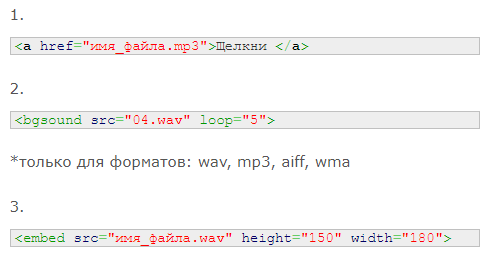 1.
<a href="имя_файла.mp3">Щелкни </a>
2.
<bgsound src="04.wav" loop="5">
*только для форматов: wav, mp3, aiff, wma
3.
<embed src="имя_файла.wav" height="150" width="180">